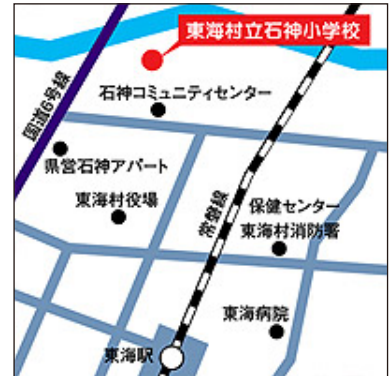 東海村立石神小学校
石神コミュニティセンター
国道6号線
県営石神アパート
東海村役場
常磐線
保健センター
東海村消防署
東海病院
東海駅